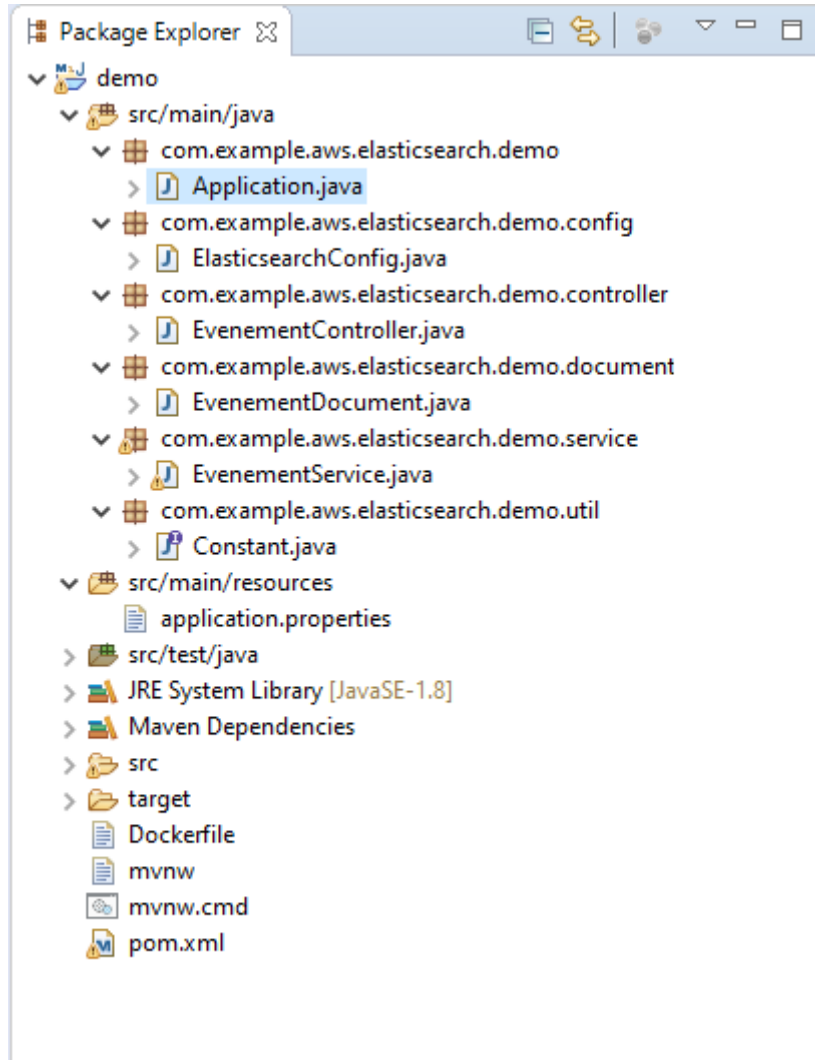 Package Explorer
demo
src/main/java
com.example.aws.elasticsearch.demo
Application.java
com.example.aws.elasticsearch.demo.config
ElasticsearchConfig.java
com.example.aws.elasticsearch.demo.controller
EvenementController.java
com.example.aws.elasticsearch.demo.document
EvenementDocument.java
com.example.aws.elasticsearch.demo.service
EvenementService.java
com.example.aws.elasticsearch.demo.util
Constant.java
src/main/resources
application.properties
src/test/java
JRE System Library [JavaSE-1.8]
Maven Dependencies
src
target
Dockerfile
mvnw
mvnw.cmd
pom.xml